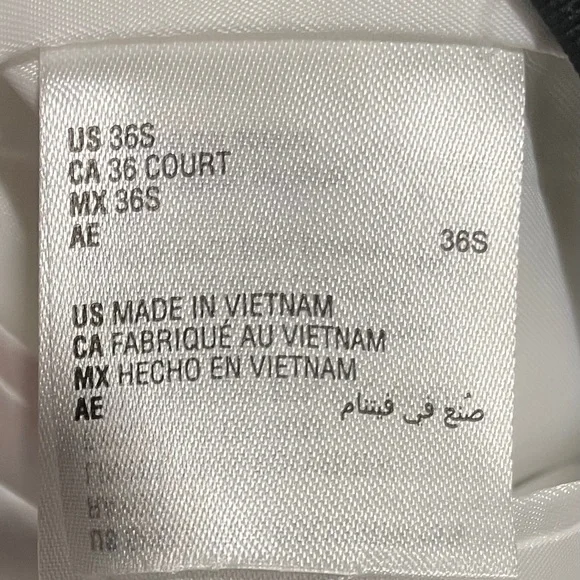 US 36S
CA 36 COURT
MX 36S
AE 36S
US MADE IN VIETNAM
CA FABRIQUÉ AU VIETNAM
MX HECHO EN VIETNAM
AE صُنع في فيتنام